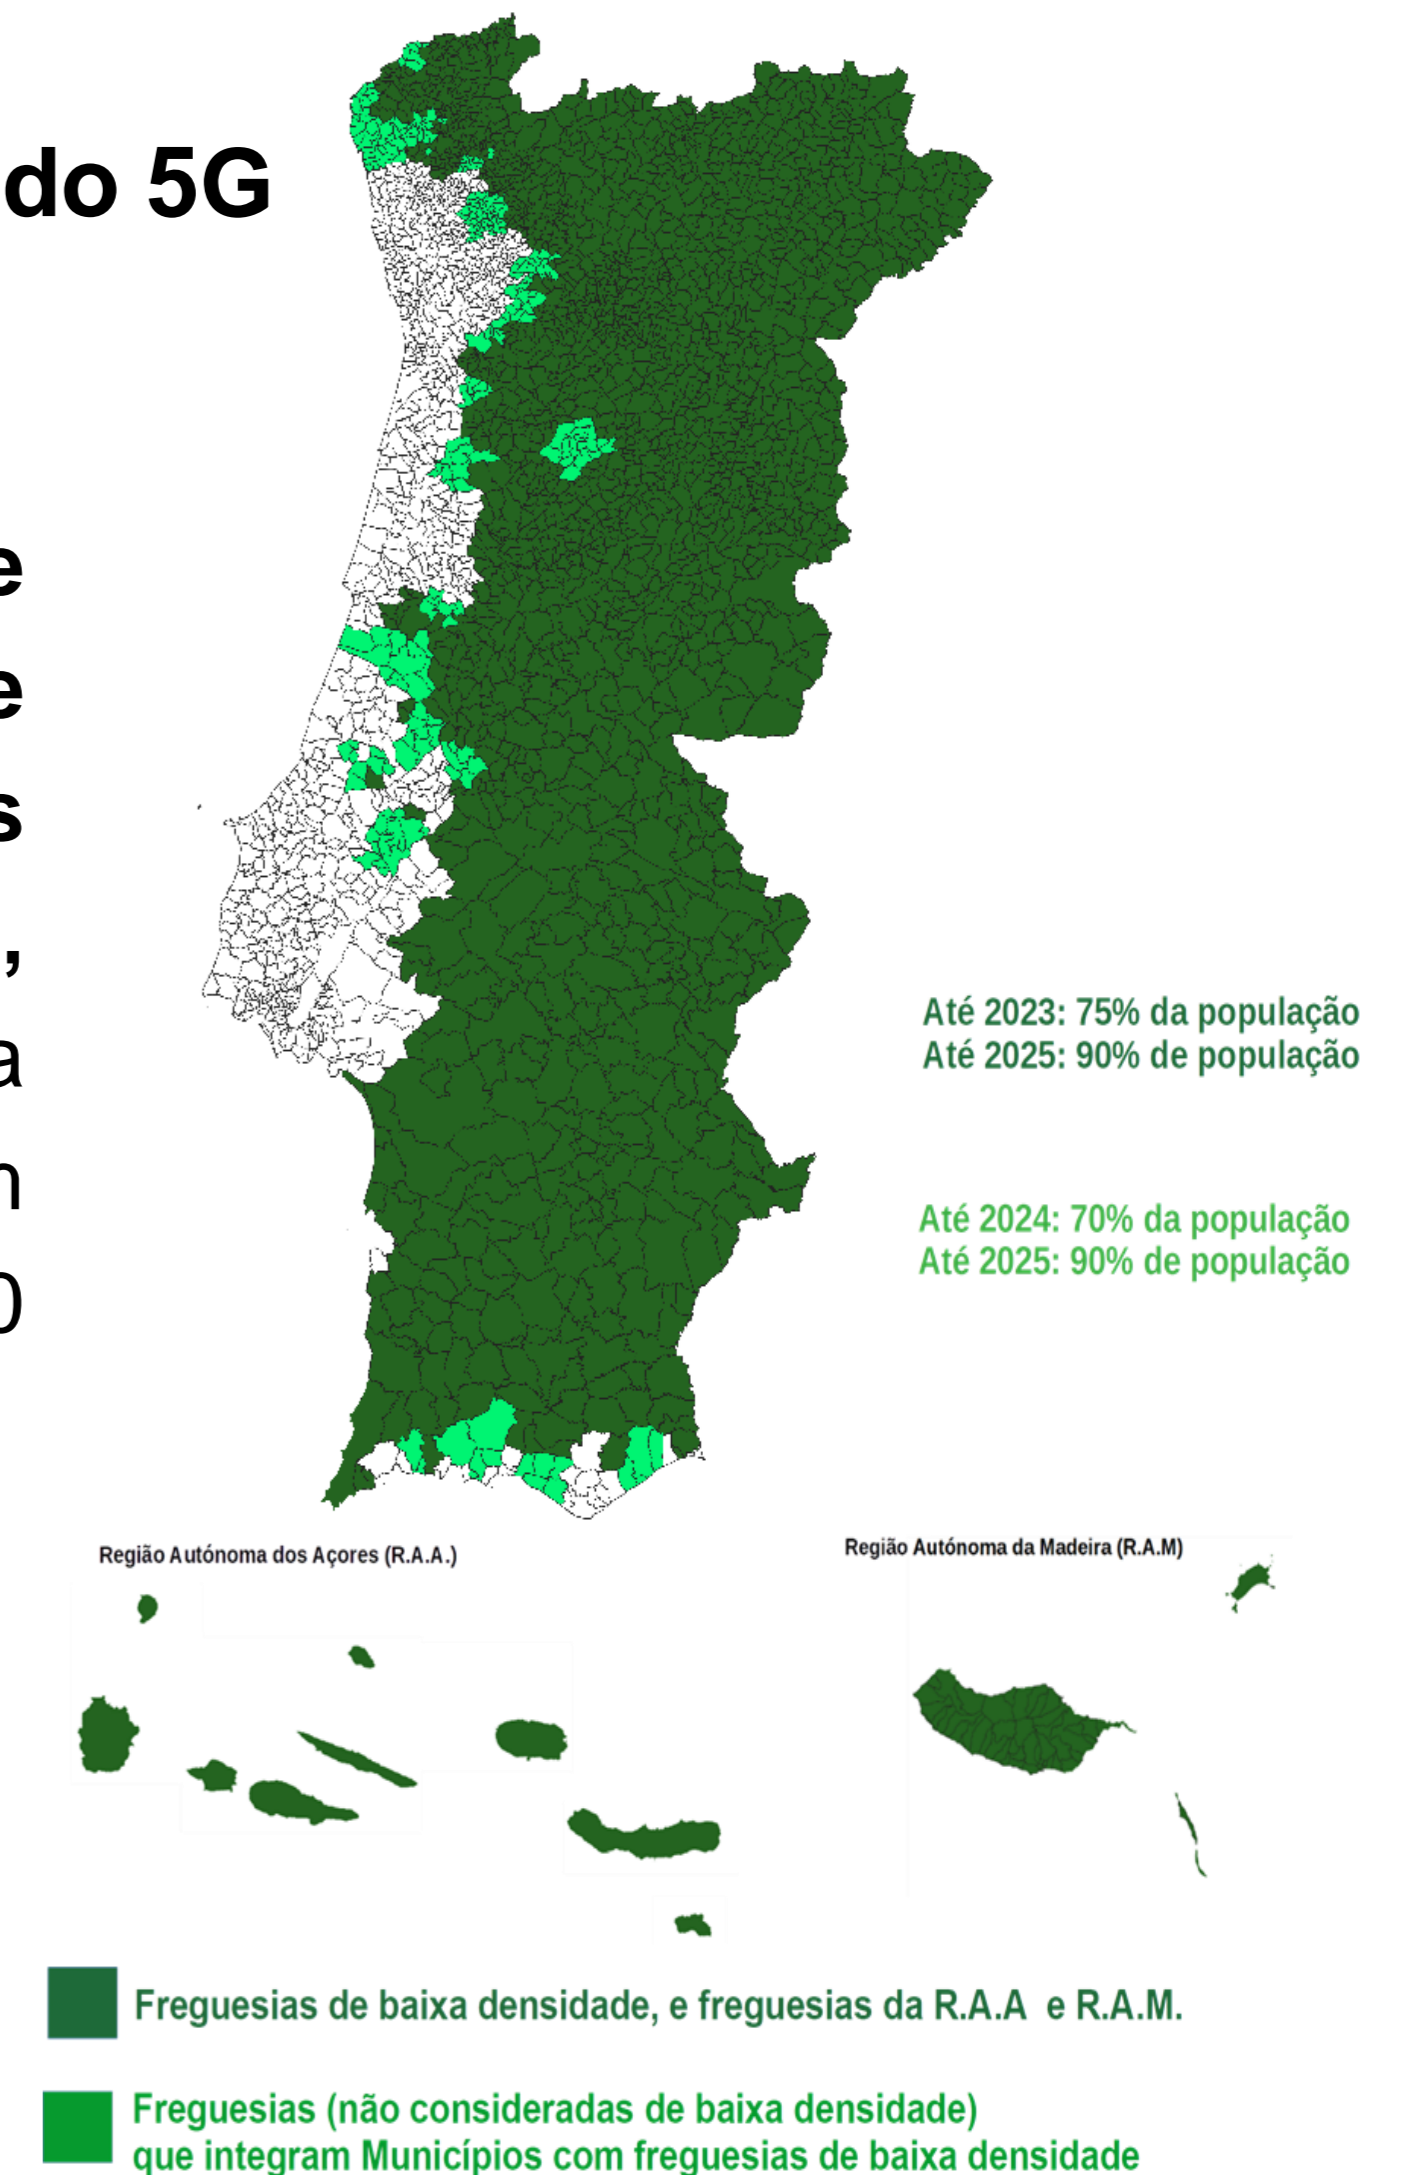 do 5G
e
e
s
,
a
m
0
Até 2023: 75% da população
Até 2025: 90% de população
Até 2024: 70% da população
Até 2025: 90% de população
Região Autónoma dos Açores (R.A.A.)
Região Autónoma da Madeira (R.A.M)
Freguesias de baixa densidade, e freguesias da R.A.A e R.A.M.
Freguesias (não consideradas de baixa densidade)
que integram Municípios com freguesias de baixa densidade